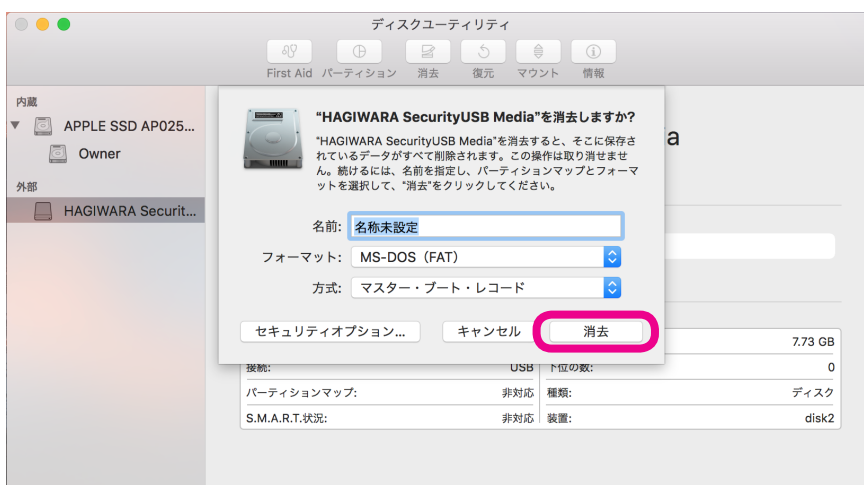 ディスクユーティリティ
First Aid パーティション 消去 復元 マウント 情報
内蔵
APPLE SSD AP025...
Owner
外部
HAGIWARA Securit...
a
“HAGIWARA SecurityUSB Media”を消去しますか?
“HAGIWARA SecurityUSB Media”を消去すると、そこに保存さ
れているデータがすべて削除されます。この操作は取り消せませ
ん。続けるには、名前を指定し、パーティションマップとフォーマ
ットを選択して、“消去”をクリックしてください。
名前: 名称未設定
フォーマット: MS-DOS（FAT）
方式: マスター・ブート・レコード
セキュリティオプション... キャンセル 消去
7.73 GB
接続: USB 下位の数: 0
パーティションマップ: 非対応 種類: ディスク
S.M.A.R.T.状況: 非対応 装置: disk2